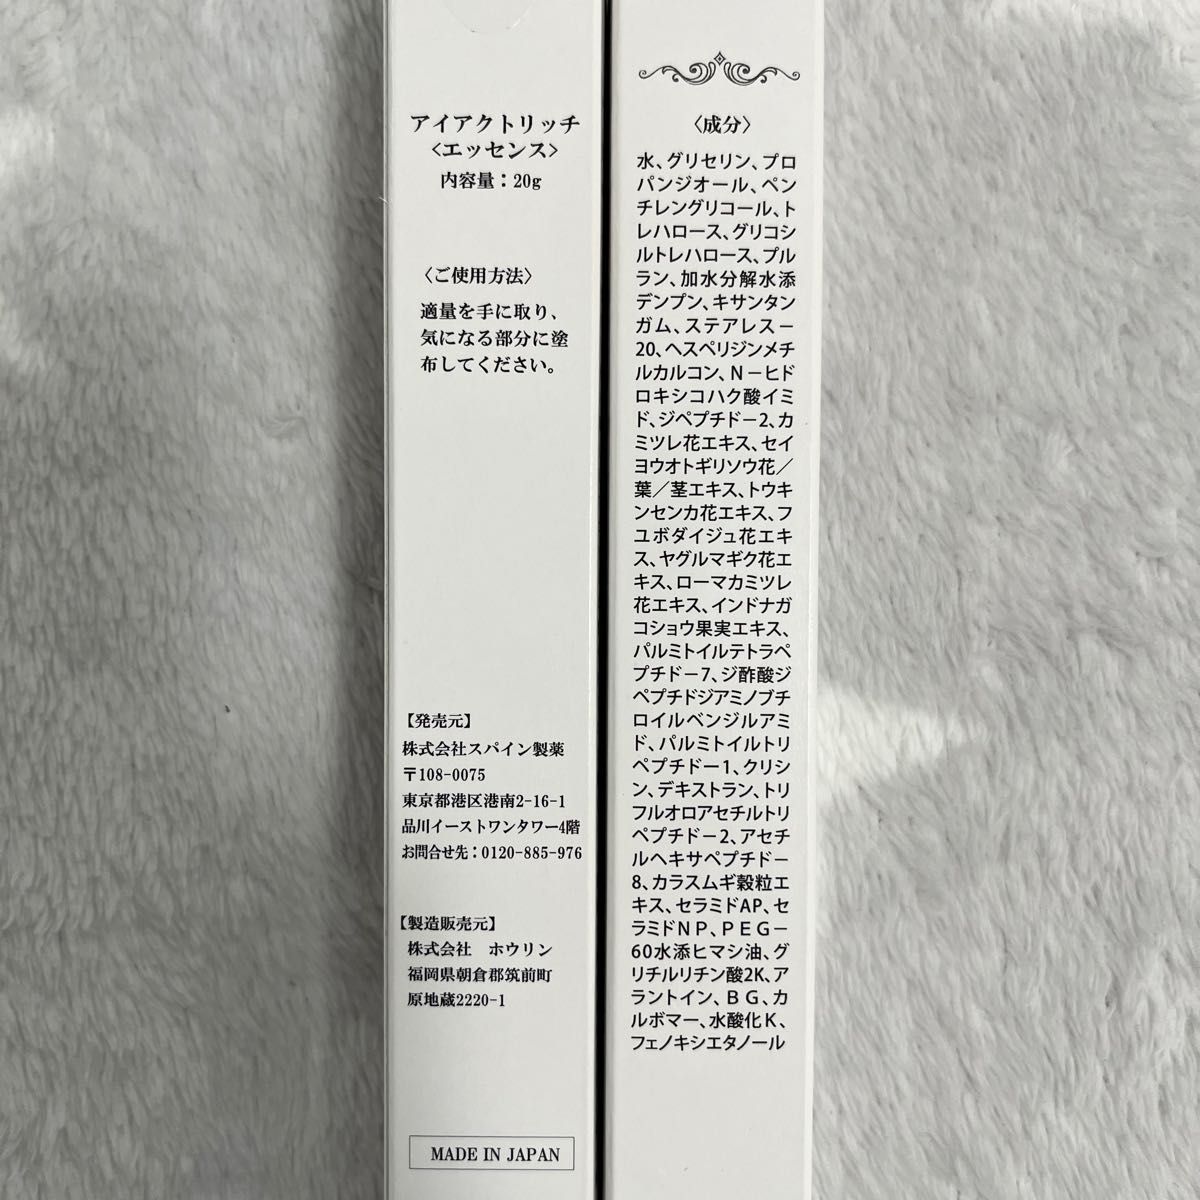 アイアクトリッチ
〈エッセンス〉
内容量：20g
〈ご使用方法〉
適量を手に取り、
気になる部分に塗
布してください。
【発売元】
株式会社スパイン製薬
〒108-0075
東京都港区港南2-16-1
品川イーストワンタワー4階
お問合せ先：0120-885-976
【製造販売元】
株式会社　ホウリン
福岡県朝倉郡筑前町
原地蔵2220-1
MADE IN JAPAN
〈成分〉
水、グリセリン、プロ
パンジオール、ペン
チレングリコール、ト
レハロース、グリコシ
ルトレハロース、プル
ラン、加水分解水添
デンプン、キサンタン
ガム、ステアレス－
20、ヘスペリジンメチ
ルカルコン、Ｎ－ヒド
ロキシコハク酸イミ
ド、ジペプチド－2、カ
ミツレ花エキス、セイ
ヨウオトギリソウ花／
葉／茎エキス、トウキ
ンセンカ花エキス、フ
ユボダイジュ花エキ
ス、ヤグルマギク花エ
キス、ローマカミツレ
花エキス、インドナガ
コショウ果実エキス、
パルミトイルテトラペ
プチド－7、ジ酢酸ジ
ペプチドジアミノブチ
ロイルベンジルアミ
ド、パルミトイルトリ
ペプチド－1、クリシ
ン、デキストラン、トリ
フルオロアセチルトリ
ペプチド－2、アセチ
ルヘキサペプチド－
8、カラスムギ穀粒エ
キス、セラミドAP、セ
ラミドＮＰ、ＰＥＧ－
60水添ヒマシ油、グ
リチルリチン酸2K、ア
ラントイン、ＢＧ、カ
ルボマー、水酸化Ｋ、
フェノキシエタノール